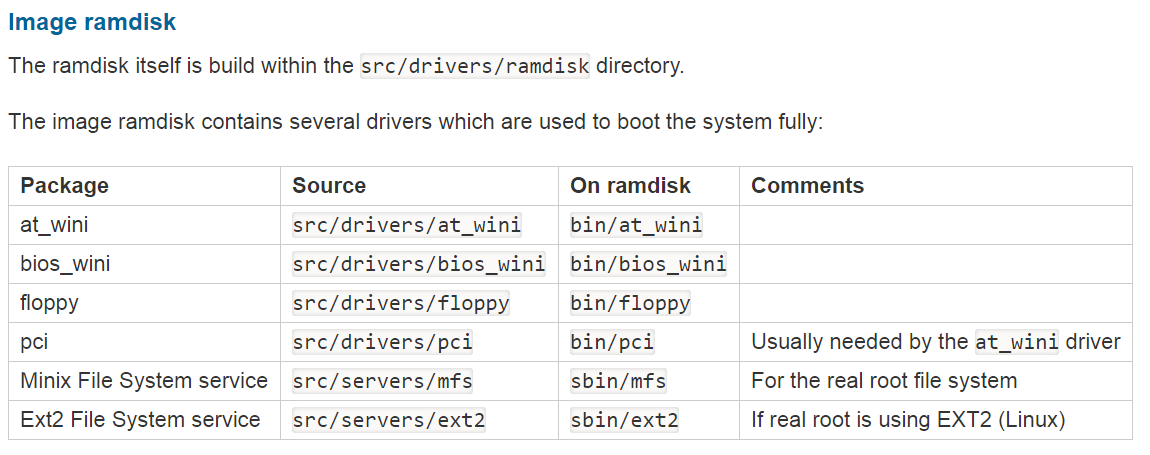 Image ramdisk
The ramdisk itself is build within the src/drivers/ramdisk directory.
The image ramdisk contains several drivers which are used to boot the system fully:
Package Source On ramdisk Comments
at_wini src/drivers/at_wini bin/at_wini
bios_wini src/drivers/bios_wini bin/bios_wini
floppy src/drivers/floppy bin/floppy
pci src/drivers/pci bin/pci Usually needed by the at_wini driver
Minix File System service src/servers/mfs sbin/mfs For the real root file system
Ext2 File System service src/servers/ext2 sbin/ext2 If real root is using EXT2 (Linux)